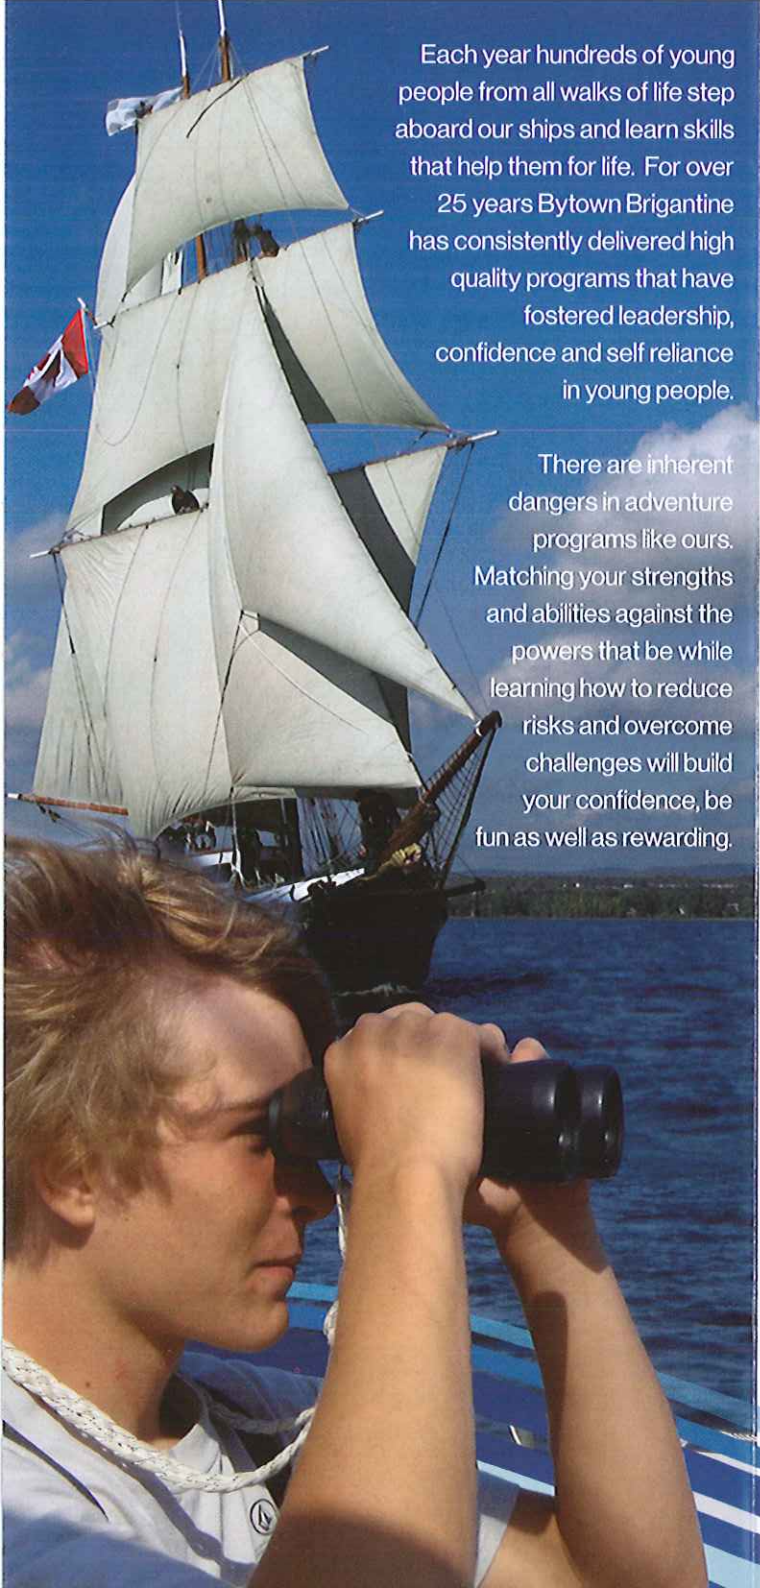 Each year hundreds of young
people from all walks of life step
aboard our ships and learn skills
that help them for life. For over
25 years Bytown Brigantine
has consistently delivered high
quality programs that have
fostered leadership,
confidence and self reliance
in young people.
There are inherent
dangers in adventure
programs like ours.
Matching your strengths
and abilities against the
powers that be while
learning how to reduce
risks and overcome
challenges will build
your confidence, be
fun as well as rewarding.